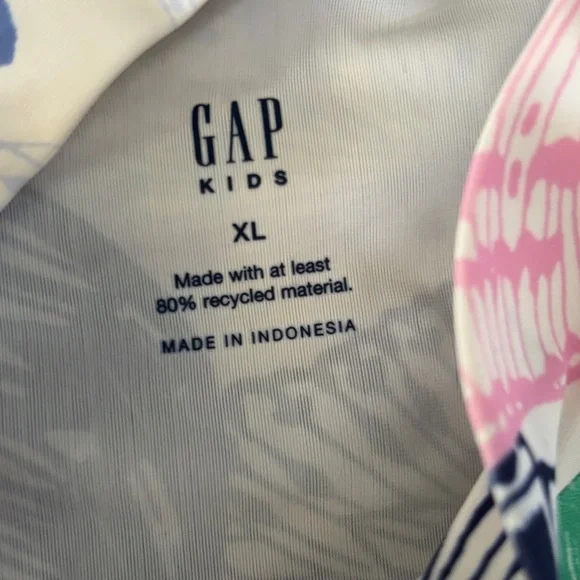 GAP
KIDS
XL
Made with at least
80% recycled material.
MADE IN INDONESIA